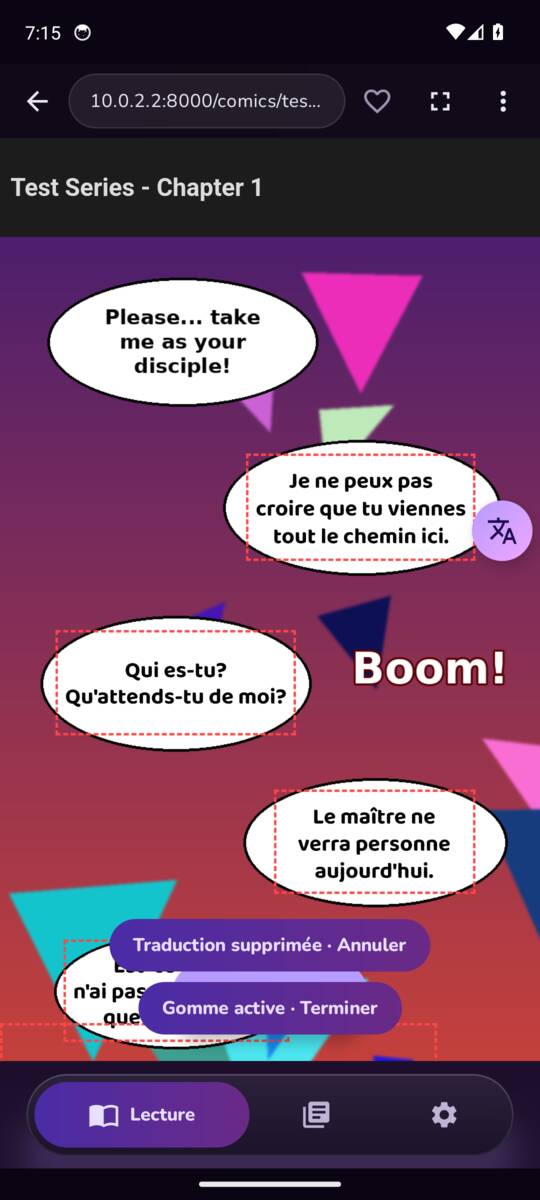 7:15
10.0.2.2:8000/comics/tes...
Test Series - Chapter 1
Please... take
me as your
disciple!
Je ne peux pas
croire que tu viennes
tout le chemin ici.
Qui es-tu?
Qu'attends-tu de moi?
Boom!
Le maître ne
verra personne
aujourd'hui.
Traduction supprimée · Annuler
n'ai pas
que
Gomme active · Terminer
Lecture